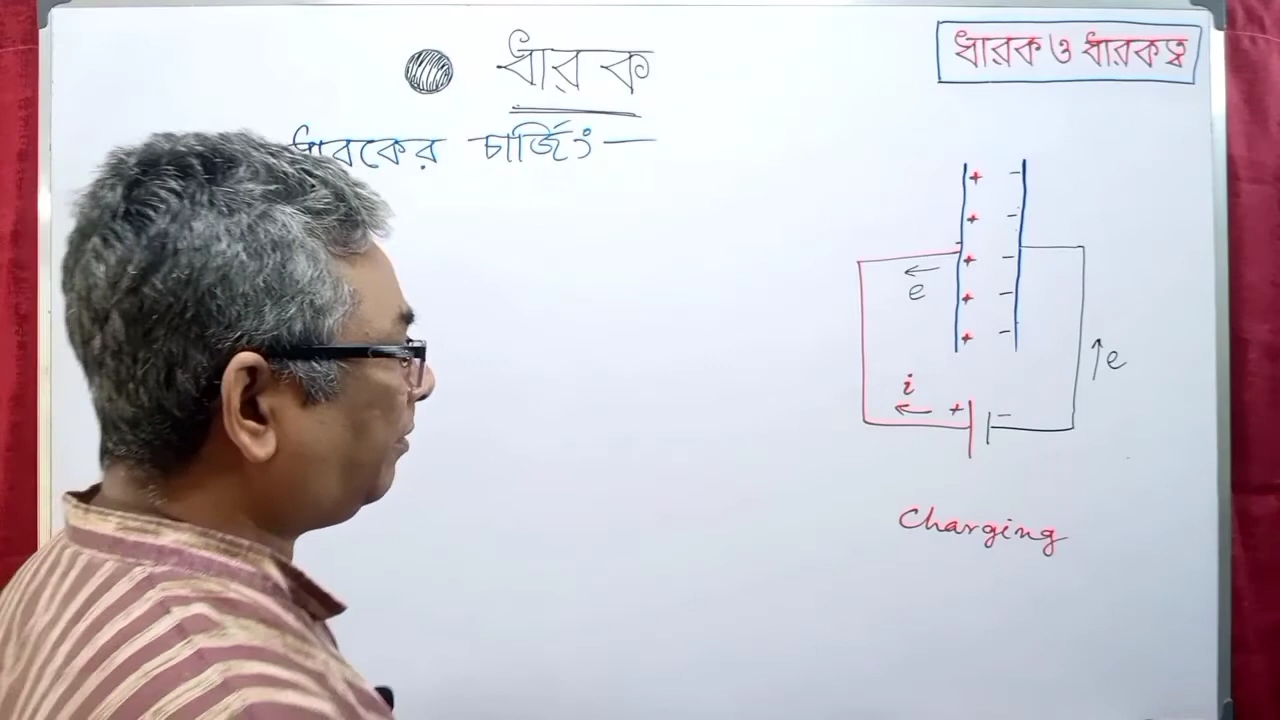 ধারক
ধারক ও ধারকত্ব
ধারকের চার্জিং :—
+ −
+ −
+ −
e
+ −
+ −
e
i
+ −
Charging